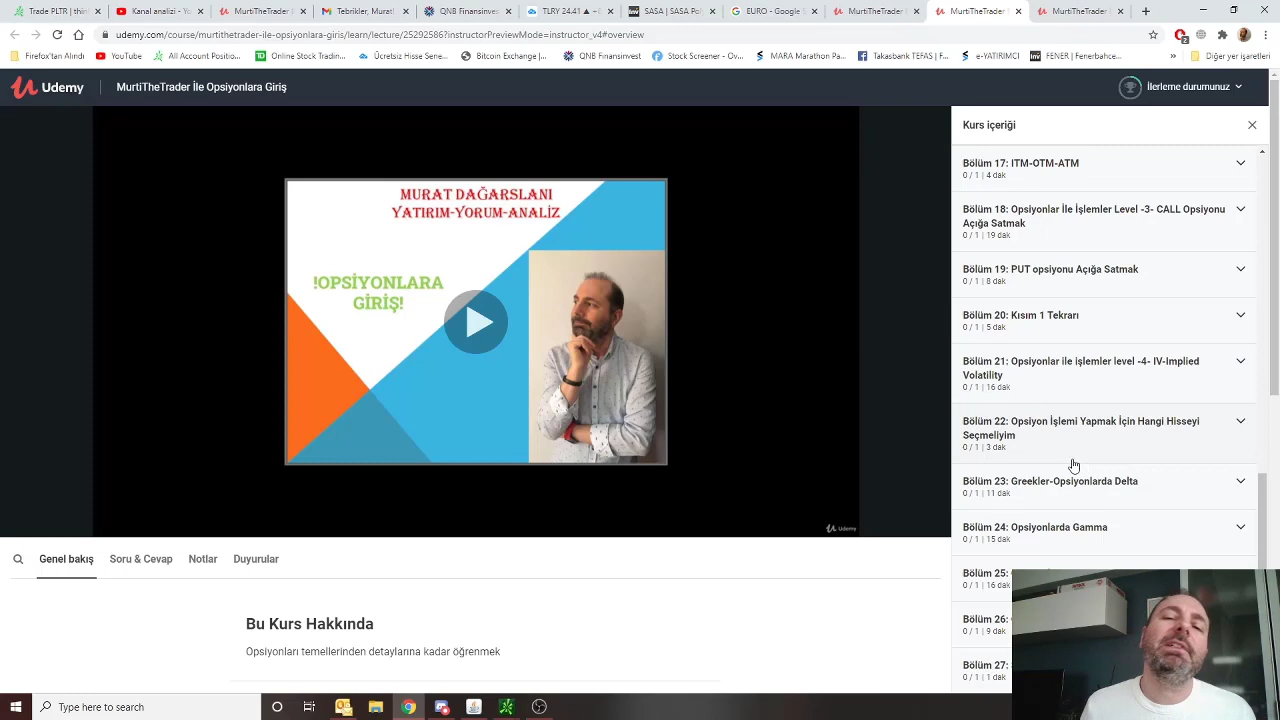 Trade PLTR |
Kanal analizi - Yo
MurtiTheTrader İ
Tebirikler, Murat
QNB Finansinves
TLRY 24.41 ▲ +0.
SASA | SASA Pol
EURO - Google S
MurtiTheTrader İ
MurtiTheTrader İ
MurtiTheTrader İ
udemy.com/course/murtithetrader-ile-opsiyonlara-giris/learn/lecture/25292586?instructorPreviewMode=instructor_v4#overview
Firefox'tan Alındı
YouTube
All Account Positio...
Online Stock Tradin...
Ücretsiz Hisse Sene...
Bitcoin Exchange |...
QNB Finansinvest
Stock Screener - Ov...
MARA Marathon Pa...
Takasbank TEFAS |...
e-YATIRIMCI
FENER | Fenerbahce...
»
Diğer yer işaretleri
Udemy
MurtiTheTrader İle Opsiyonlara Giriş
İlerleme durumunuz
MURAT DAĞARSLANI
YATIRIM-YORUM-ANALİZ
!OPSİYONLARA
GİRİŞ!
Udemy
Kurs içeriği
Bölüm 17: ITM-OTM-ATM
0 / 1 | 4 dak
Bölüm 18: Opsiyonlar İle İşlemler Level -3- CALL Opsiyonu
Açığa Satmak
0 / 1 | 19 dak
Bölüm 19: PUT opsiyonu Açığa Satmak
0 / 1 | 8 dak
Bölüm 20: Kısım 1 Tekrarı
0 / 1 | 5 dak
Bölüm 21: Opsiyonlar ile işlemler level -4- IV-Implied
Volatility
0 / 1 | 16 dak
Bölüm 22: Opsiyon İşlemi Yapmak İçin Hangi Hisseyi
Seçmeliyim
0 / 1 | 3 dak
Bölüm 23: Greekler-Opsiyonlarda Delta
0 / 1 | 11 dak
Bölüm 24: Opsiyonlarda Gamma
0 / 1 | 15 dak
Bölüm 25:
0 / 1 | 16 dak
Bölüm 26:
0 / 1 | 9 dak
Bölüm 27:
0 / 1 | 1 dak
Genel bakış
Soru & Cevap
Notlar
Duyurular
Bu Kurs Hakkında
Opsiyonları temellerinden detaylarına kadar öğrenmek
Type here to search